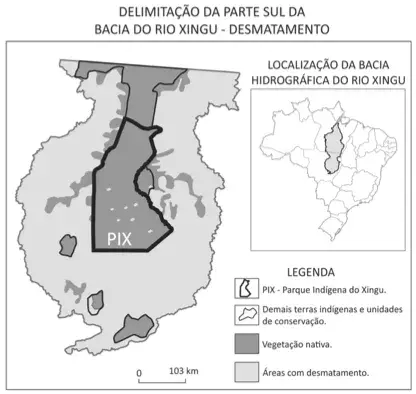 DELIMITAÇÃO DA PARTE SUL DA
BACIA DO RIO XINGU - DESMATAMENTO
LOCALIZAÇÃO DA BACIA
HIDROGRÁFICA DO RIO XINGU
PIX
LEGENDA
PIX - Parque Indígena do Xingu.
Demais terras indígenas e unidades
de conservação.
Vegetação nativa.
Áreas com desmatamento.
0 103 km